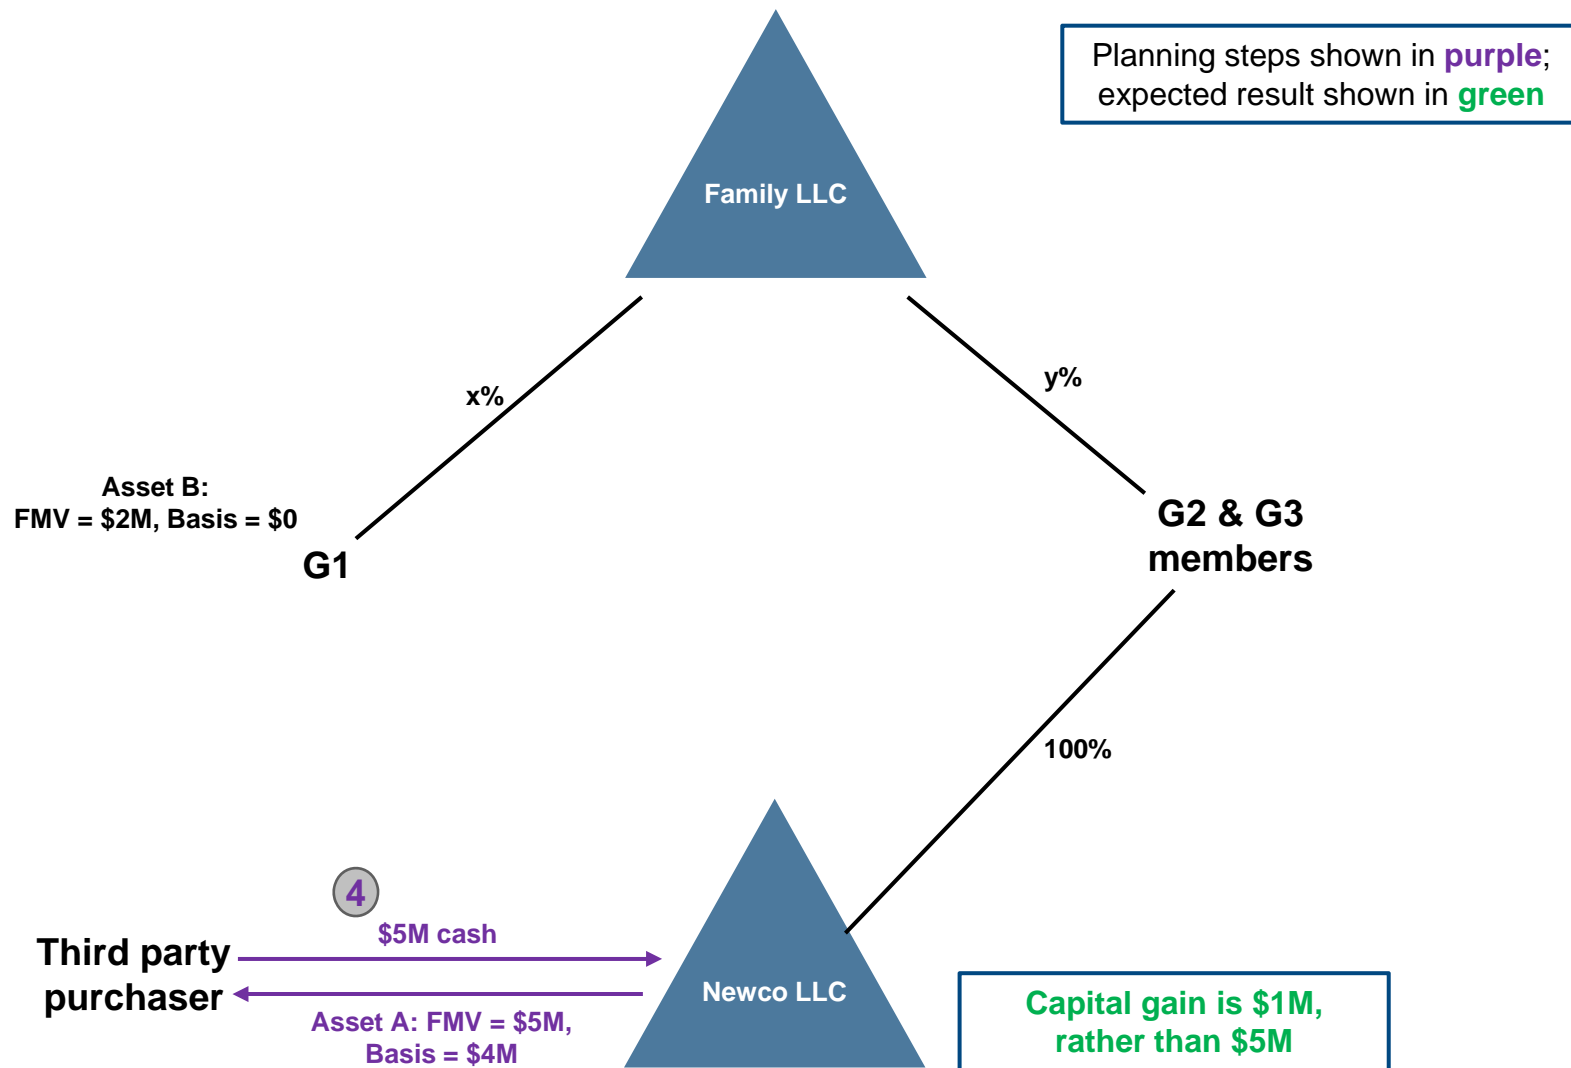 Planning steps shown in purple;
expected result shown in green
Family LLC
x%
y%
Asset B:
FMV = $2M, Basis = $0
G1
G2 & G3
members
100%
4
$5M cash
Third party
purchaser
Asset A: FMV = $5M,
Basis = $4M
Newco LLC
Capital gain is $1M,
rather than $5M